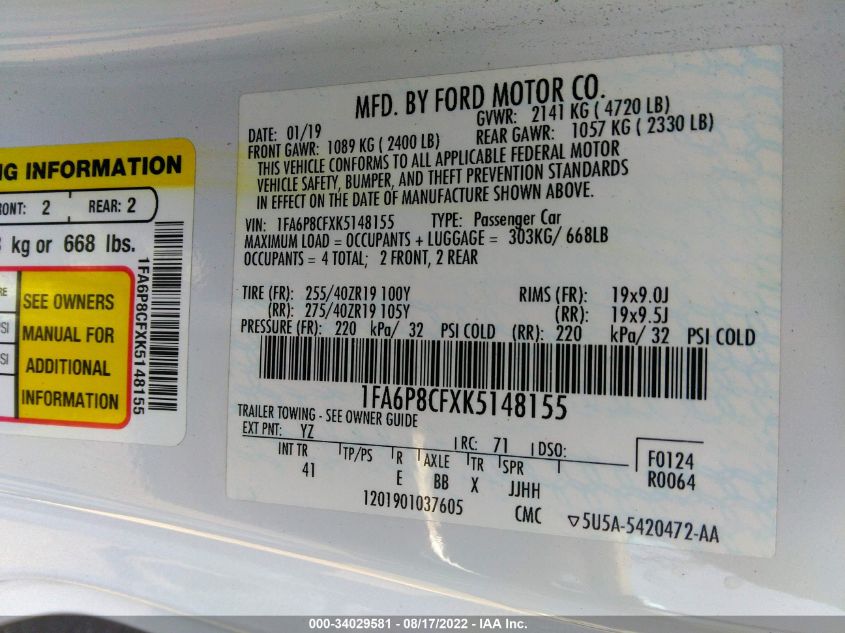 MFD. BY FORD MOTOR CO.
DATE: 01/19 GVWR: 2141 KG ( 4720 LB)
FRONT GAWR: 1089 KG ( 2400 LB) REAR GAWR: 1057 KG ( 2330 LB)
THIS VEHICLE CONFORMS TO ALL APPLICABLE FEDERAL MOTOR
VEHICLE SAFETY, BUMPER, AND THEFT PREVENTION STANDARDS
IN EFFECT ON THE DATE OF MANUFACTURE SHOWN ABOVE.
VIN: 1FA6P8CFXK5148155 TYPE: Passenger Car
MAXIMUM LOAD = OCCUPANTS + LUGGAGE = 303KG/ 668LB
OCCUPANTS = 4 TOTAL; 2 FRONT, 2 REAR
TIRE (FR): 255/40ZR19 100Y RIMS (FR): 19x9.0J
(RR): 275/40ZR19 105Y (RR): 19x9.5J
PRESSURE (FR): 220 kPa/ 32 PSI COLD (RR): 220 kPa/ 32 PSI COLD
1FA6P8CFXK5148155
TRAILER TOWING - SEE OWNER GUIDE
EXT PNT: YZ RC: 71 DSO:
INT TR TP/PS R AXLE TR SPR
41 E BB X JJHH
F0124
R0064
1201901037605 CMC 5U5A-5420472-AA
NG INFORMATION
RONT: 2 REAR: 2
kg or 668 lbs.
SEE OWNERS
MANUAL FOR
ADDITIONAL
INFORMATION
1FA6P8CFXK5148155
000-34029581 - 08/17/2022 - IAA Inc.